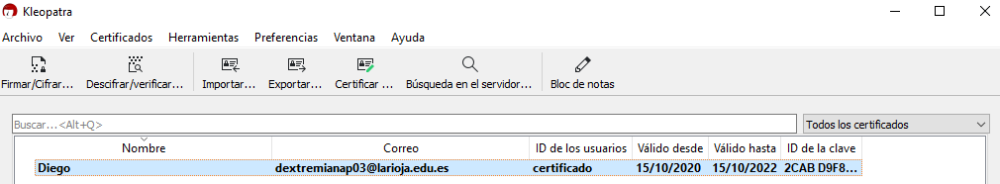 Kleopatra
Archivo Ver Certificados Herramientas Preferencias Ventana Ayuda
Firmar/Cifrar... Descifrar/verificar... Importar... Exportar... Certificar ... Búsqueda en el servidor... Bloc de notas
Buscar...<Alt+Q> Todos los certificados
Nombre Correo ID de los usuarios Válido desde Válido hasta ID de la clave
Diego dextremianap03@larioja.edu.es certificado 15/10/2020 15/10/2022 2CAB D9F8...